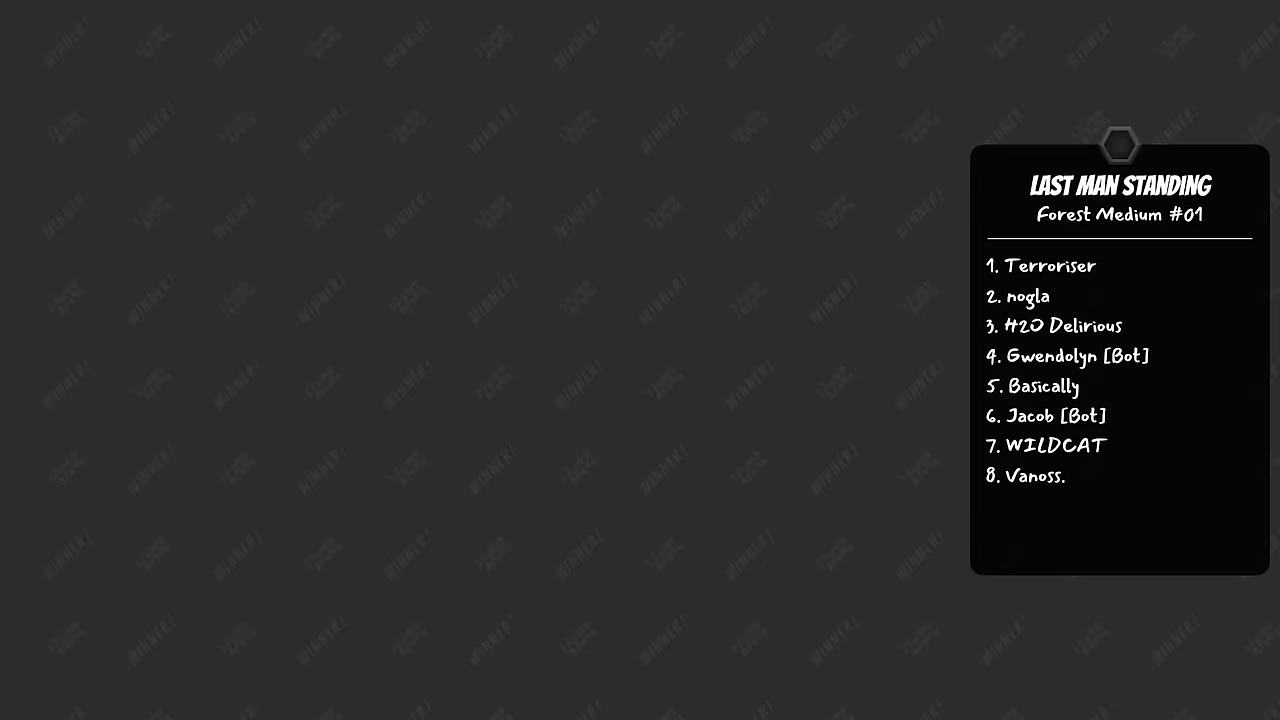 LAST MAN STANDING
Forest Medium #01
1. Terroriser
2. nogla
3. H2O Delirious
4. Gwendolyn [Bot]
5. Basically
6. Jacob [Bot]
7. WILDCAT
8. Vanoss.